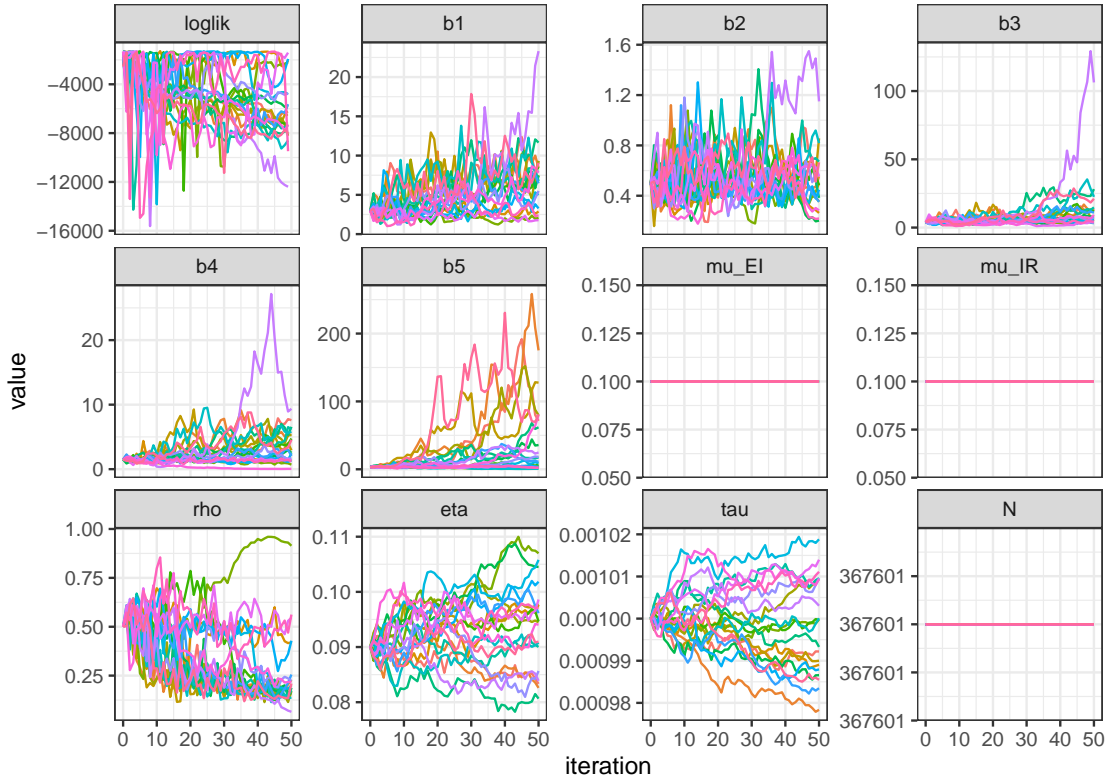 loglik b1 b2 b3
−4000 −8000 −12000 −16000
20 15 10 5 0
1.6 1.2 0.8 0.4
100 50 0
b4 b5 mu_EI mu_IR
20 10 0
250 200 150 100 50 0
0.150 0.125 0.100 0.075 0.050
0.150 0.125 0.100 0.075 0.050
value
rho eta tau N
1.00 0.75 0.50 0.25
0.11 0.10 0.09 0.08
0.00102 0.00101 0.00100 0.00099 0.00098
367601 367601 367601 367601
0 10 20 30 40 50 0 10 20 30 40 50 0 10 20 30 40 50 0 10 20 30 40 50
iteration